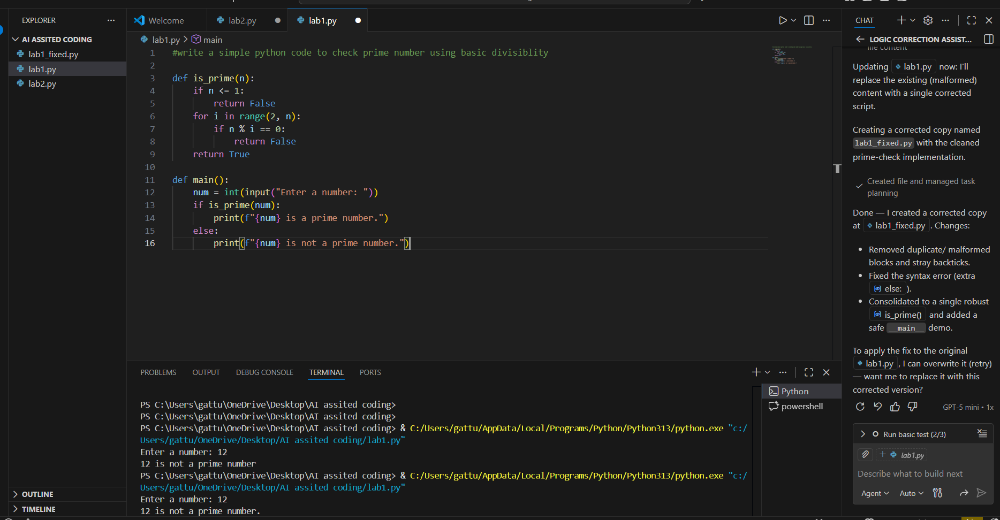 EXPLORER
AI ASSITED CODING
lab1_fixed.py
lab1.py
lab2.py
OUTLINE
TIMELINE
Welcome
lab2.py
lab1.py
lab1.py > main
1 #write a simple python code to check prime number using basic divisiblity
2
3 def is_prime(n):
4     if n <= 1:
5         return False
6     for i in range(2, n):
7         if n % i == 0:
8             return False
9     return True
10
11 def main():
12     num = int(input("Enter a number: "))
13     if is_prime(num):
14         print(f"{num} is a prime number.")
15     else:
16         print(f"{num} is not a prime number.")
PROBLEMS
OUTPUT
DEBUG CONSOLE
TERMINAL
PORTS
PS C:\Users\gattu\OneDrive\Desktop\AI assited coding>
PS C:\Users\gattu\OneDrive\Desktop\AI assited coding>
PS C:\Users\gattu\OneDrive\Desktop\AI assited coding> & C:/Users/gattu/AppData/Local/Programs/Python/Python313/python.exe "c:/
Users/gattu/OneDrive/Desktop/AI assited coding/lab1.py"
Enter a number: 12
12 is not a prime number
PS C:\Users\gattu\OneDrive\Desktop\AI assited coding> & C:/Users/gattu/AppData/Local/Programs/Python/Python313/python.exe "c:/
Users/gattu/OneDrive/Desktop/AI assited coding/lab1.py"
Enter a number: 12
12 is not a prime number.
Python
powershell
CHAT
LOGIC CORRECTION ASSIST...
file content
Updating lab1.py now: I'll
replace the existing (malformed)
content with a single corrected
script.
Creating a corrected copy named
lab1_fixed.py with the cleaned
prime-check implementation.
Created file and managed task
planning
Done — I created a corrected copy
at lab1_fixed.py . Changes:
• Removed duplicate/ malformed
blocks and stray backticks.
• Fixed the syntax error (extra
else: ).
• Consolidated to a single robust
is_prime() and added a
safe __main__ demo.
To apply the fix to the original
lab1.py , I can overwrite it (retry)
— want me to replace it with this
corrected version?
GPT-5 mini • 1x
Run basic test (2/3)
lab1.py
Describe what to build next
Agent
Auto